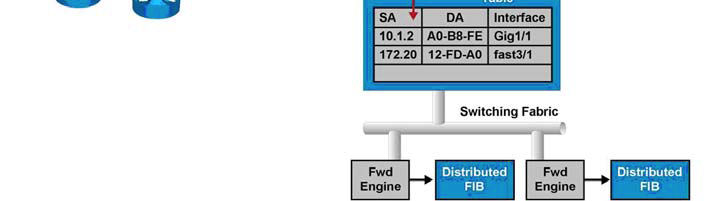 Table
SA DA Interface
10.1.2 A0-B8-FE Gig1/1
172.20 12-FD-A0 fast3/1
Switching Fabric
Fwd Engine
Distributed FIB
Fwd Engine
Distributed FIB